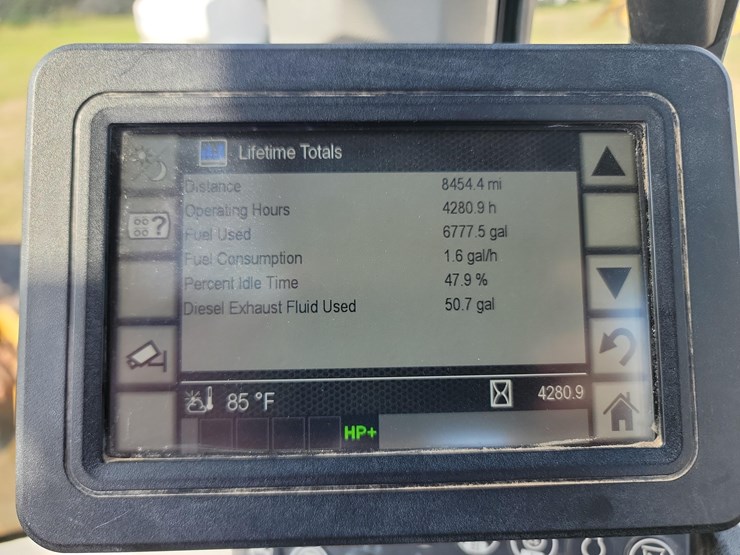 Lifetime Totals
Distance 8454.4 mi
Operating Hours 4280.9 h
Fuel Used 6777.5 gal
Fuel Consumption 1.6 gal/h
Percent Idle Time 47.9 %
Diesel Exhaust Fluid Used 50.7 gal
?
85 °F 4280.9
HP+